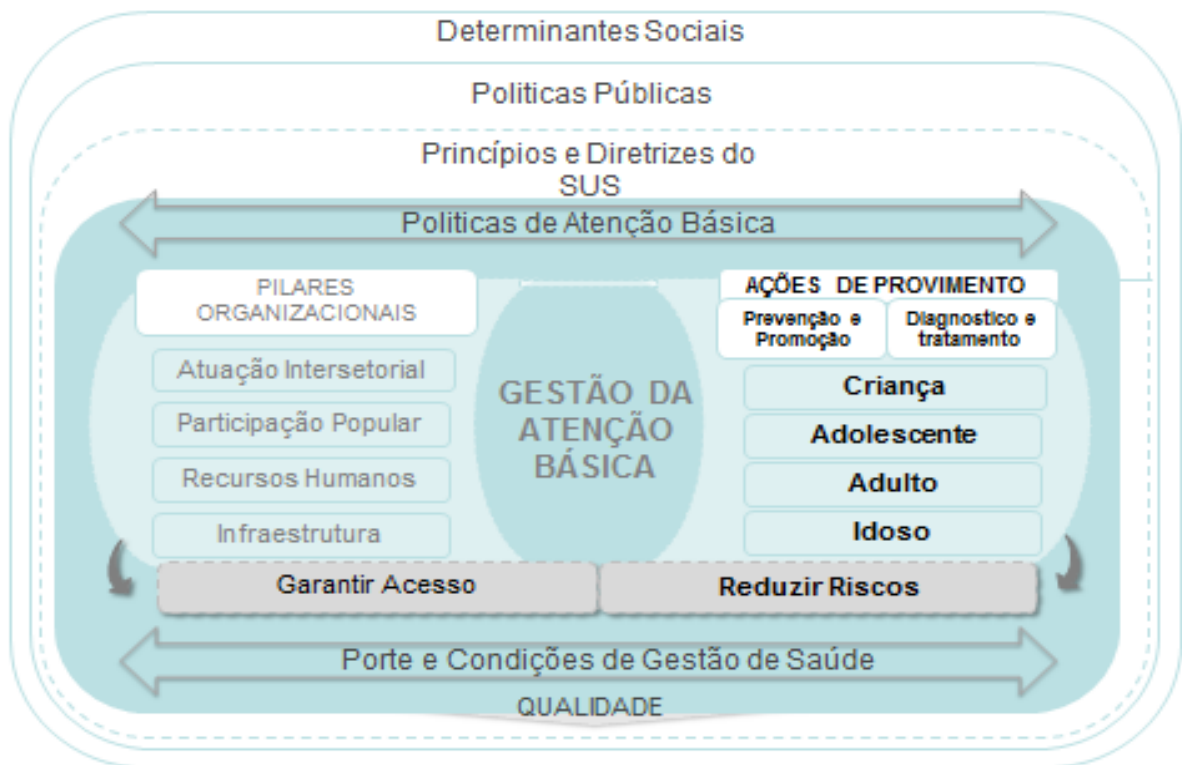 Determinantes Sociais
Politicas Públicas
Princípios e Diretrizes do
SUS
Politicas de Atenção Básica
PILARES
ORGANIZACIONAIS
Atuação Intersetorial
Participação Popular
Recursos Humanos
Infraestrutura
GESTÃO DA
ATENÇÃO
BÁSICA
AÇÕES DE PROVIMENTO
Prevenção e
Promoção
Diagnostico e
tratamento
Criança
Adolescente
Adulto
Idoso
Garantir Acesso
Reduzir Riscos
Porte e Condições de Gestão de Saúde
QUALIDADE